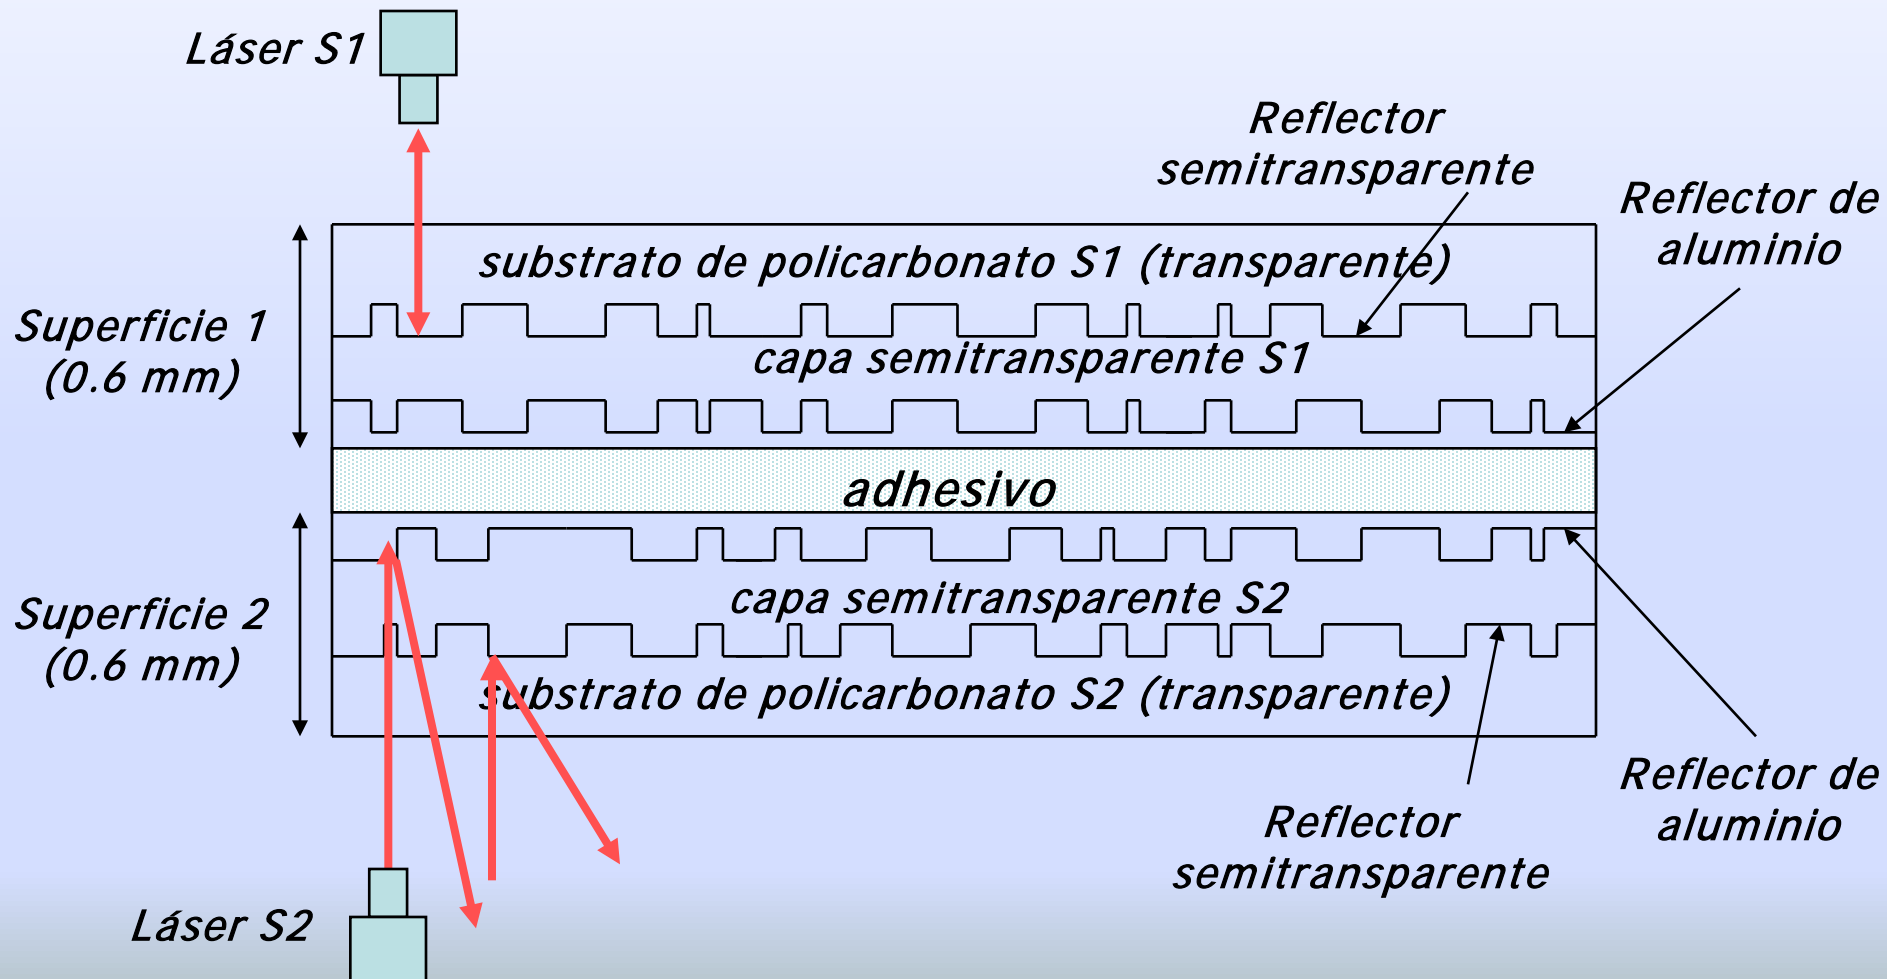 Láser S1
Reflector
semitransparente
Reflector de
aluminio
substrato de policarbonato S1 (transparente)
Superficie 1
(0.6 mm)
capa semitransparente S1
adhesivo
capa semitransparente S2
Superficie 2
(0.6 mm)
substrato de policarbonato S2 (transparente)
Reflector de
aluminio
Reflector
semitransparente
Láser S2